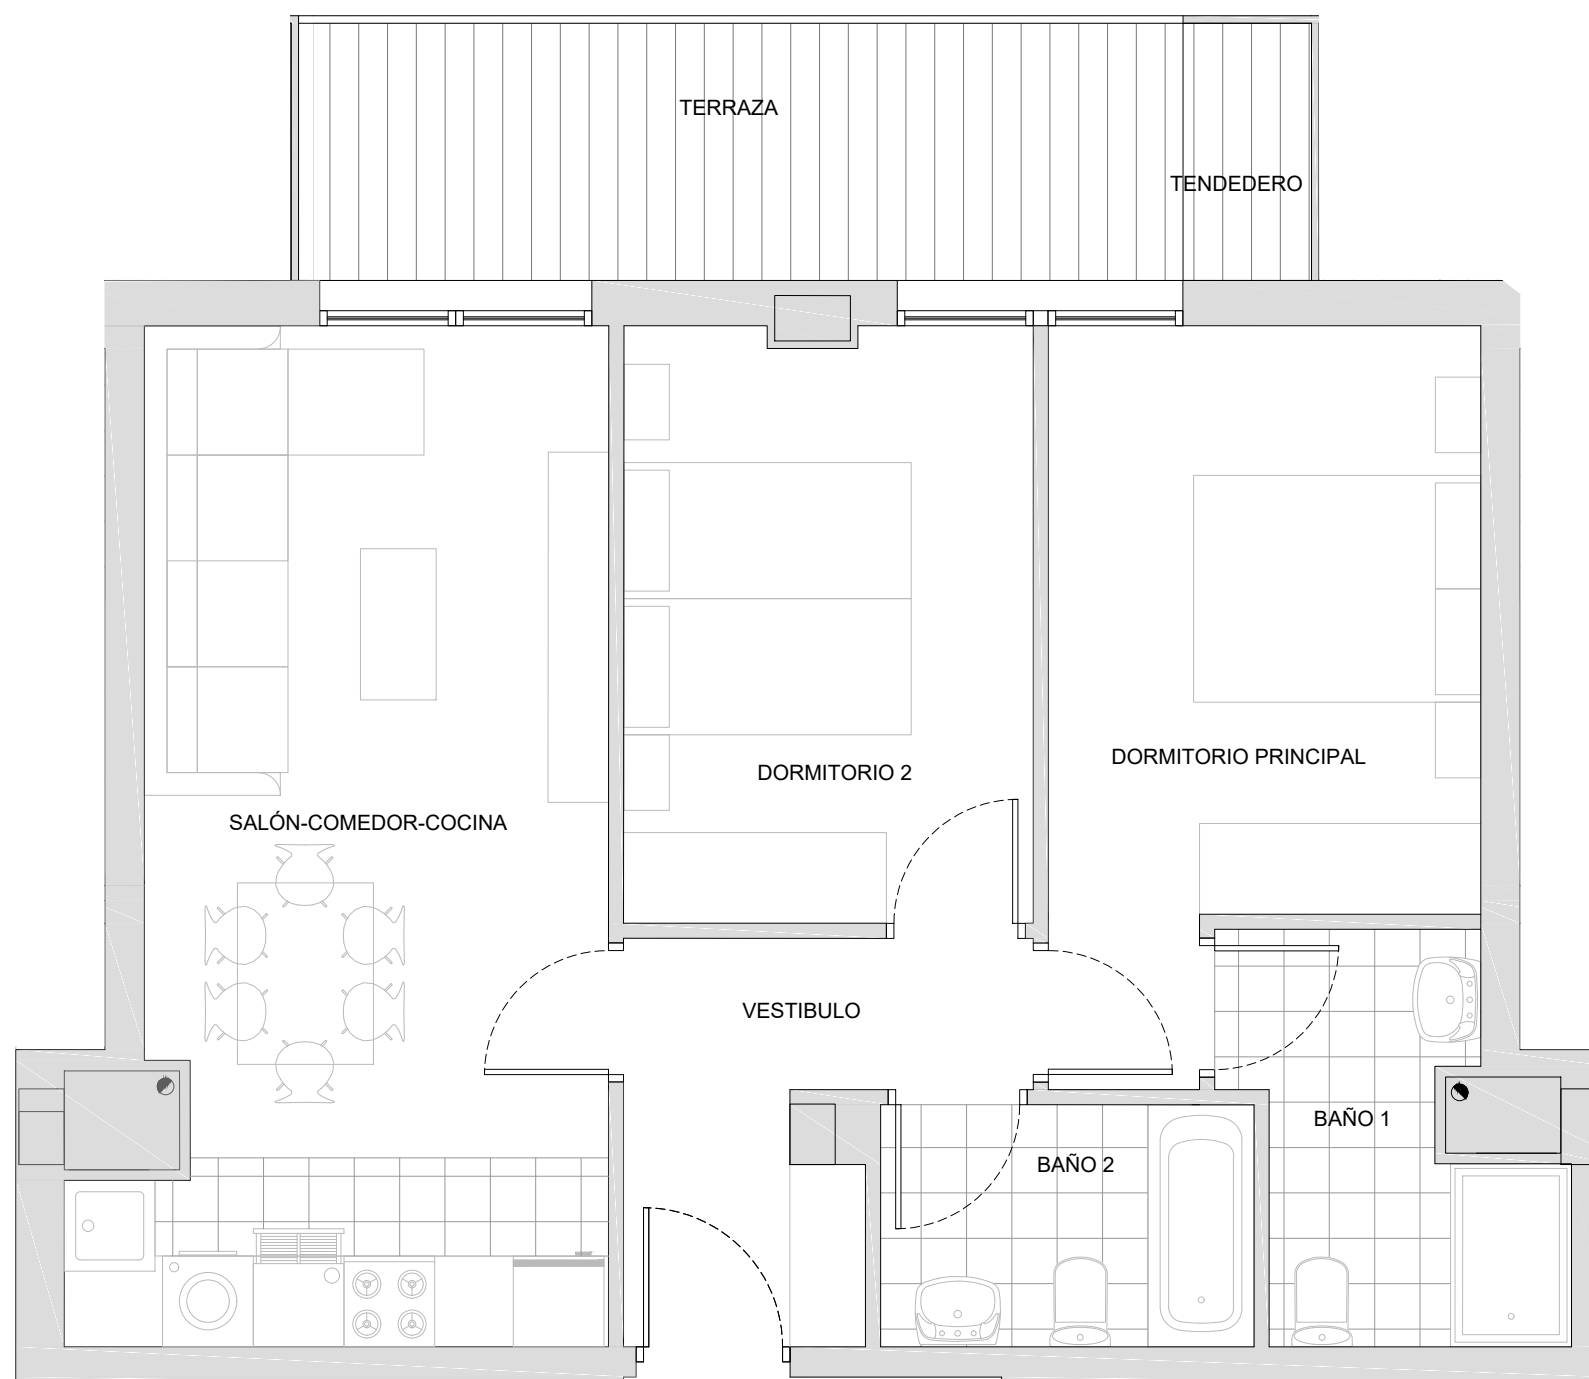 TERRAZA
TENDEDERO
DORMITORIO PRINCIPAL
DORMITORIO 2
SALÓN-COMEDOR-COCINA
VESTIBULO
BAÑO 1
BAÑO 2